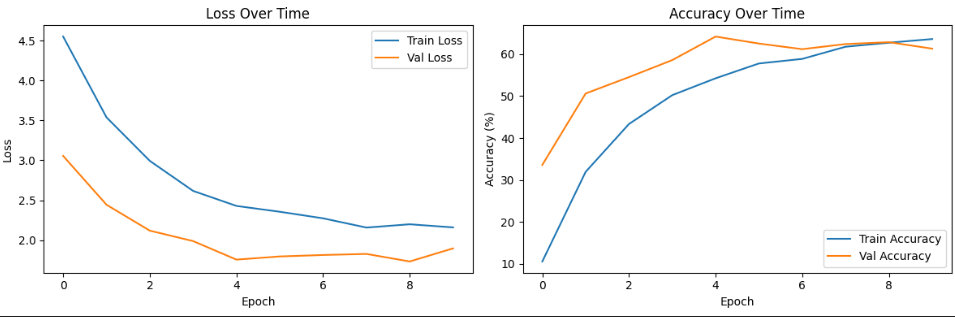 Loss Over Time
4.5
4.0
3.5
3.0
2.5
2.0
Loss
0 2 4 6 8
Epoch
Train Loss
Val Loss
Accuracy Over Time
60
50
40
30
20
10
Accuracy (%)
0 2 4 6 8
Epoch
Train Accuracy
Val Accuracy